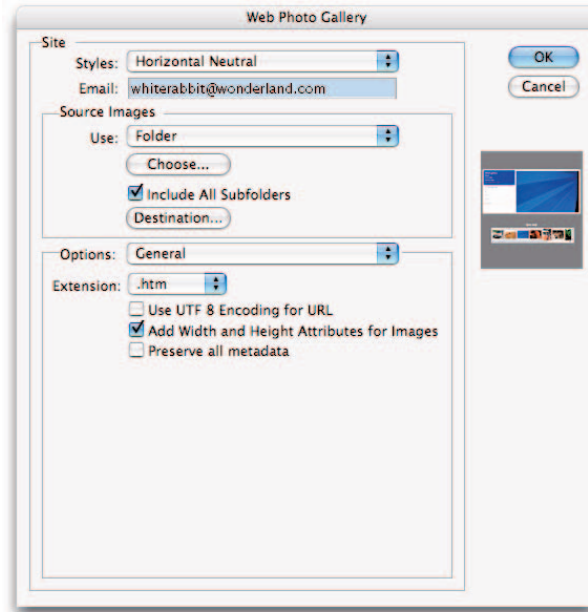 Web Photo Gallery
Site
Styles: Horizontal Neutral
OK
Email: whiterabbit@wonderland.com
Cancel
Source Images
Use: Folder
Choose...
Include All Subfolders
Destination...
Options: General
Extension: .htm
Use UTF 8 Encoding for URL
Add Width and Height Attributes for Images
Preserve all metadata